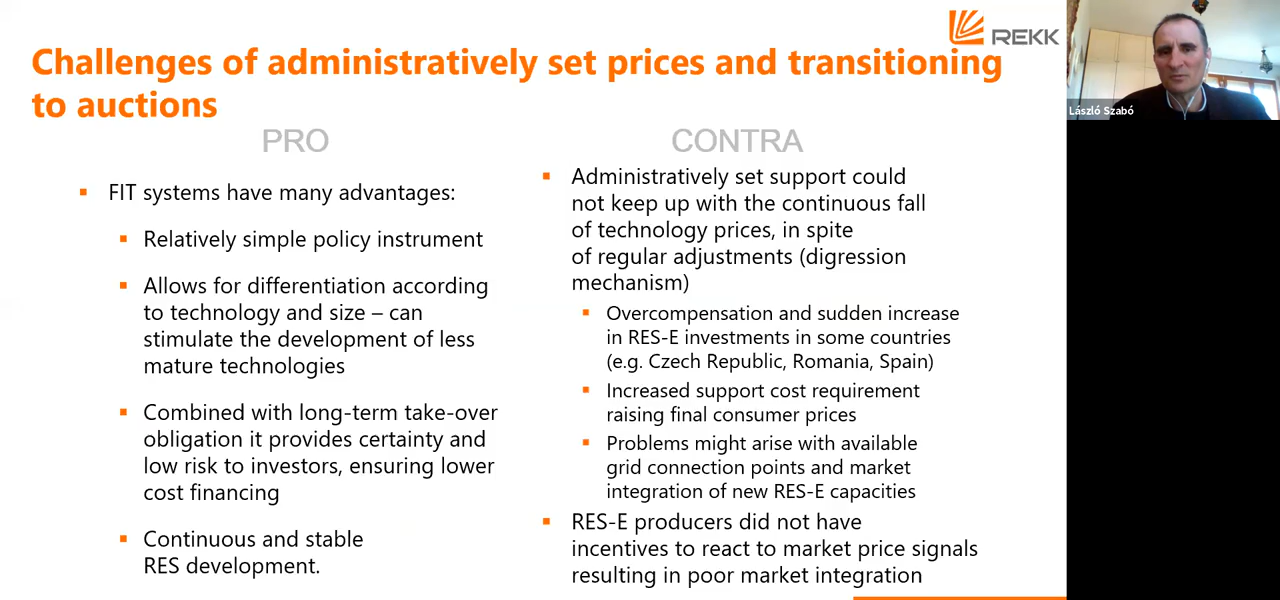 REKK
Challenges of administratively set prices and transitioning
to auctions
PRO
▪ FIT systems have many advantages:
▪ Relatively simple policy instrument
▪ Allows for differentiation according
to technology and size – can
stimulate the development of less
mature technologies
▪ Combined with long-term take-over
obligation it provides certainty and
low risk to investors, ensuring lower
cost financing
▪ Continuous and stable
RES development.
CONTRA
▪ Administratively set support could
not keep up with the continuous fall
of technology prices, in spite
of regular adjustments (digression
mechanism)
▪ Overcompensation and sudden increase
in RES-E investments in some countries
(e.g. Czech Republic, Romania, Spain)
▪ Increased support cost requirement
raising final consumer prices
▪ Problems might arise with available
grid connection points and market
integration of new RES-E capacities
▪ RES-E producers did not have
incentives to react to market price signals
resulting in poor market integration
László Szabó